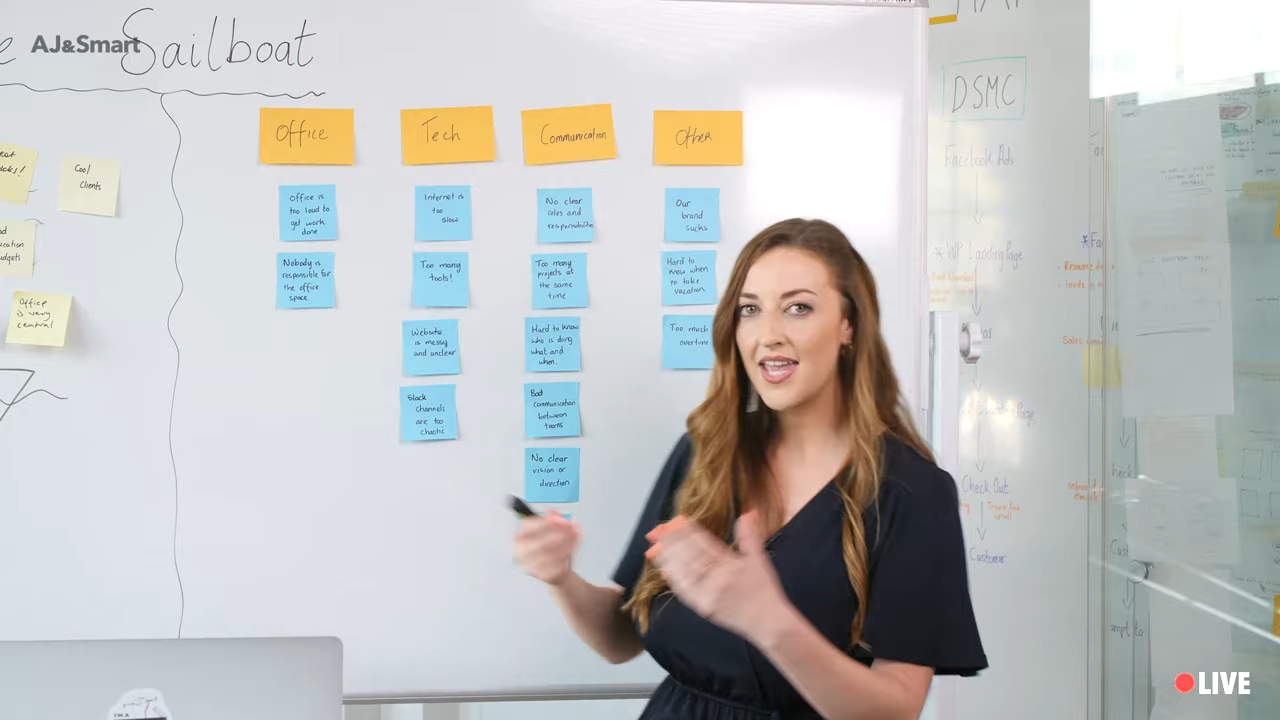 AJ&Smart
e Sailboat
Office
Tech
Communication
Other
Cool
Clients
Office
is very
central
Office is
too loud to
get work
done
Nobody is
responsible for
the office
space
Internet is
too
slow
Too many
tools!
Website
is messy
and unclear
Slack
channels
are too
chaotic
No clear
roles and
responsibilities
Too many
projects at
the same
time
Hard to know
who is doing
what and
when.
Bad
communication
between
teams
No clear
vision or
direction
Our
brand
sucks
Hard to
know when
to take
vacation
Too much
overtime
DSMC
Facebook Ads
* WP Landing Page
Check Out
Customer
LIVE